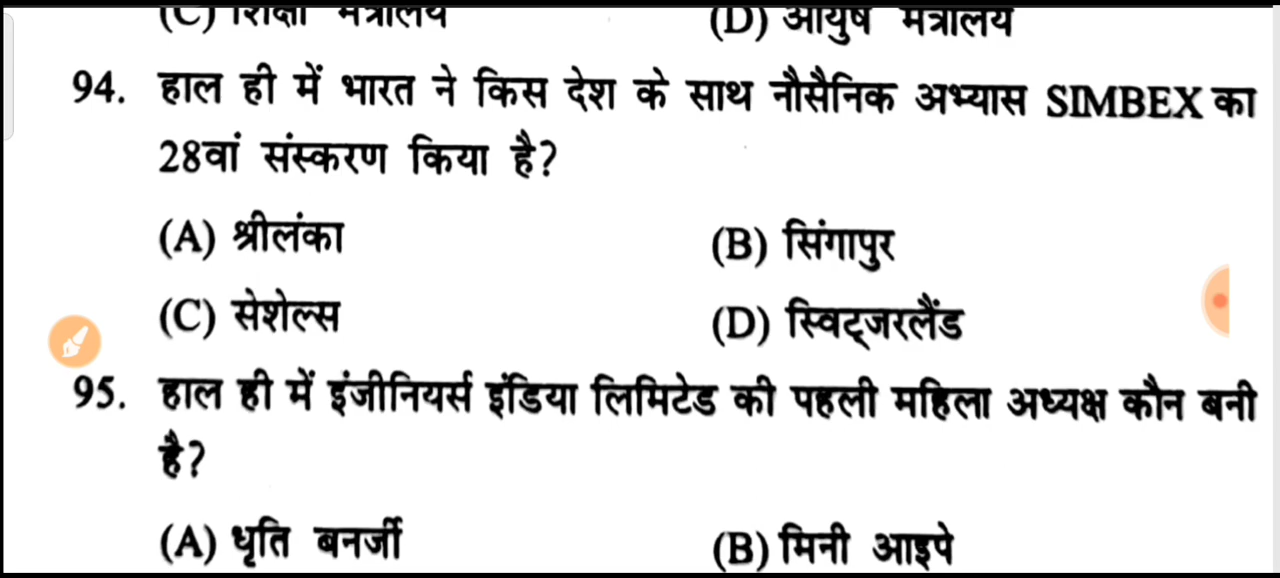 (C) शिक्षा मंत्रालय (D) आयुष मंत्रालय
94. हाल ही में भारत ने किस देश के साथ नौसैनिक अभ्यास SIMBEX का
28वां संस्करण किया है?
(A) श्रीलंका (B) सिंगापुर
(C) सेशेल्स (D) स्विट्जरलैंड
95. हाल ही में इंजीनियर्स इंडिया लिमिटेड की पहली महिला अध्यक्ष कौन बनी
है?
(A) धृति बनर्जी (B) मिनी आइपे